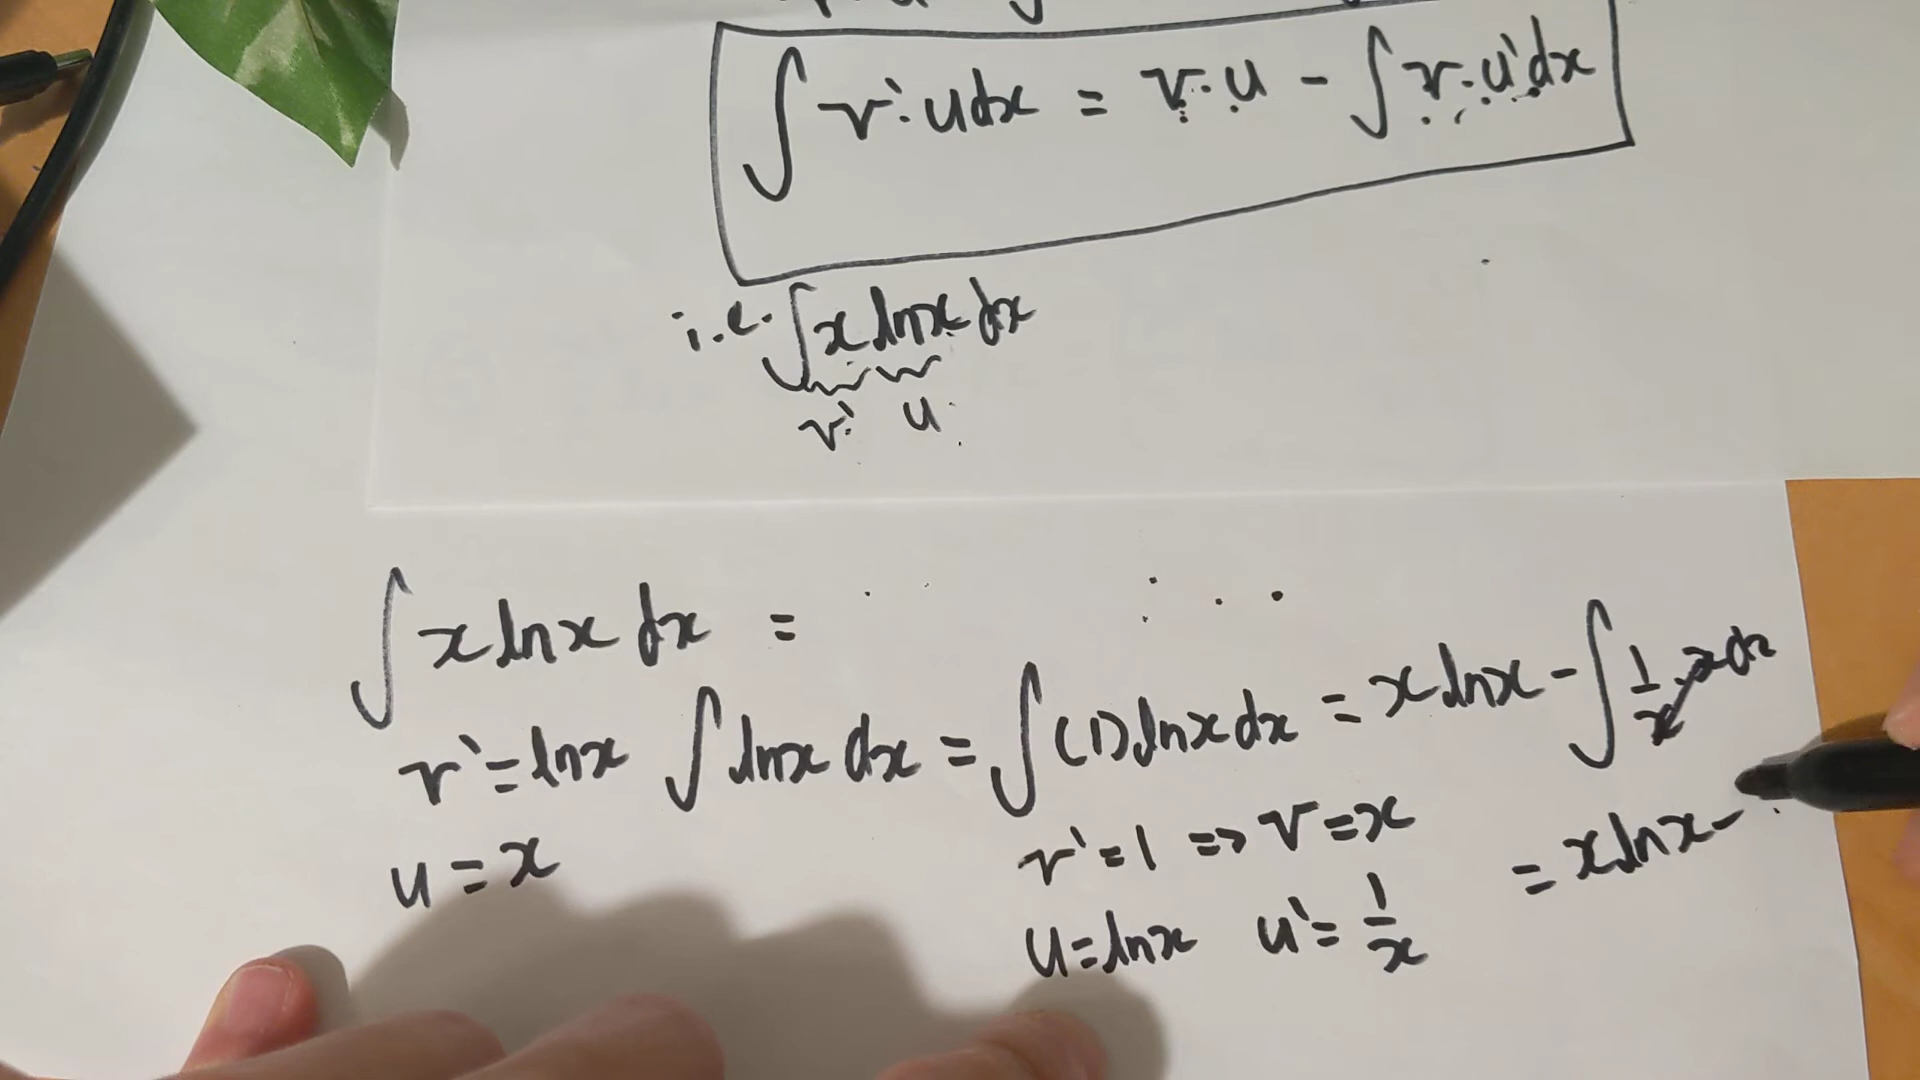 ∫ v'·u dx = v·u - ∫ v·u' dx
i.e. ∫ x lnx dx
v' u
∫ x lnx dx =
v' = lnx ∫ lnx dx = ∫ (1) lnx dx = x lnx - ∫ 1/x · x dx
u = x v' = 1 => v = x = x lnx -
u = lnx u' = 1/x